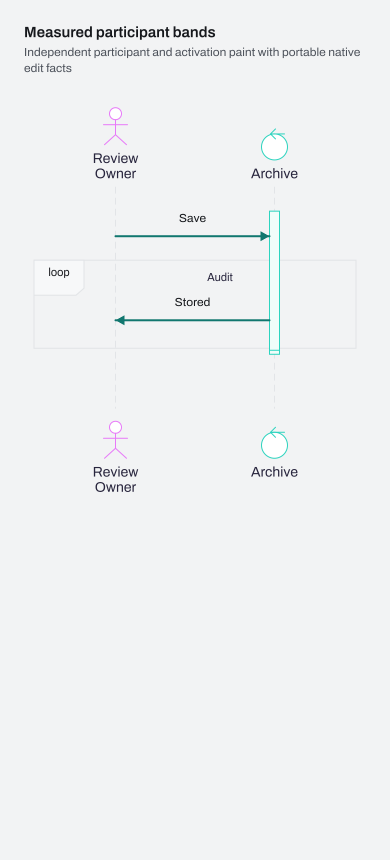 Measured participant bands
Independent participant and activation paint with portable native
edit facts
Review
Owner
Archive
Save
loop
Audit
Stored
Review
Owner
Archive